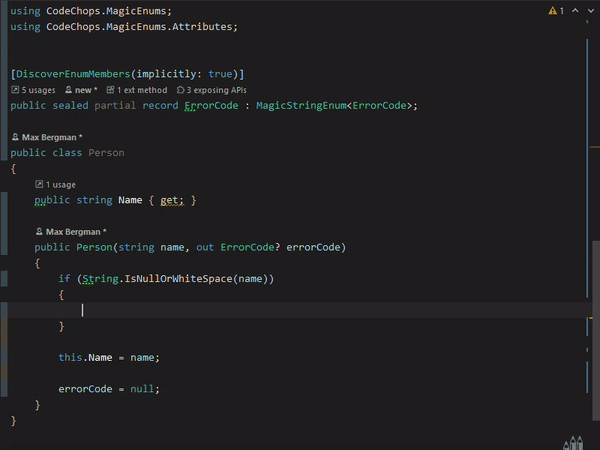 using CodeChops.MagicEnums;
using CodeChops.MagicEnums.Attributes;
1
[DiscoverEnumMembers(implicitly: true)]
5 usages new * 1 ext method 3 exposing APIs
public sealed partial record ErrorCode : MagicStringEnum<ErrorCode>;
Max Bergman *
public class Person
{
1 usage
public string Name { get; }
Max Bergman *
public Person(string name, out ErrorCode? errorCode)
{
if (String.IsNullOrWhiteSpace(name))
{
}
this.Name = name;
errorCode = null;
}
}